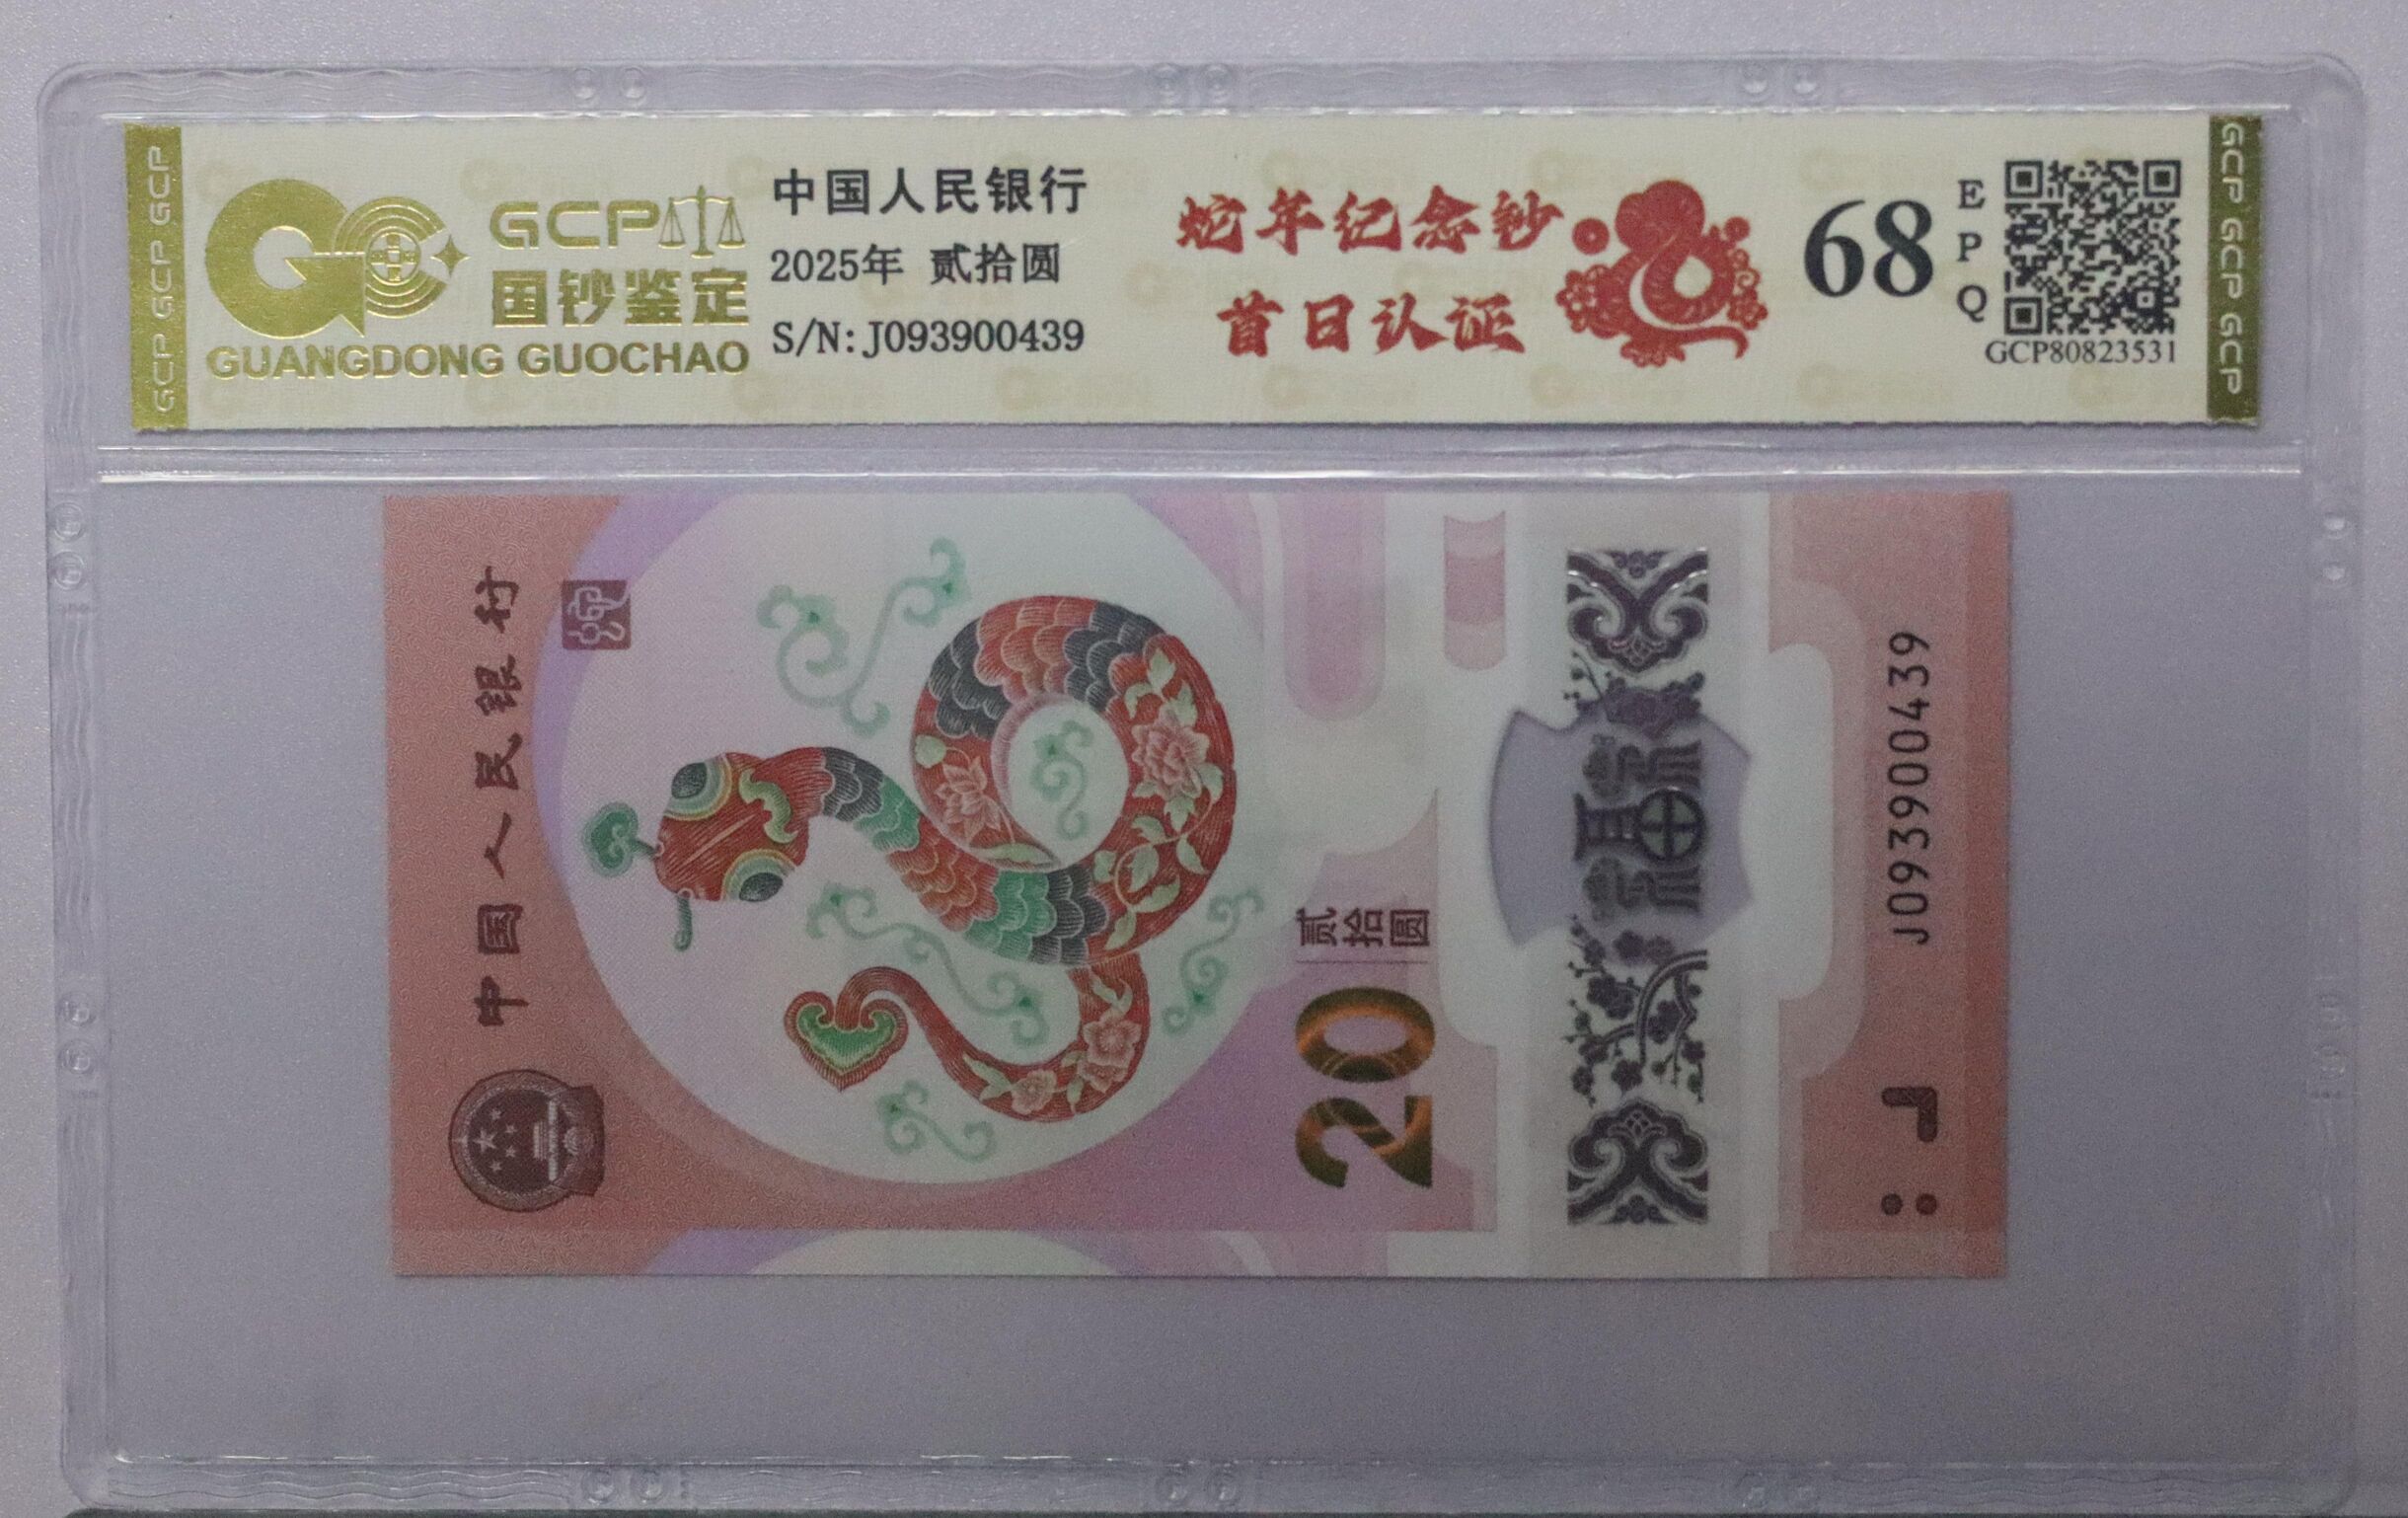 GCP GCP GCP
GCP
国钞鉴定
GUANGDONG GUOCHAO
中国人民银行
2025年 贰拾圆
S/N:J093900439
蛇年纪念钞
首日认证
68
EPQ
GCP80823531
GCP GCP GCP
中国人民银行
20
贰拾圆
福
J093900439